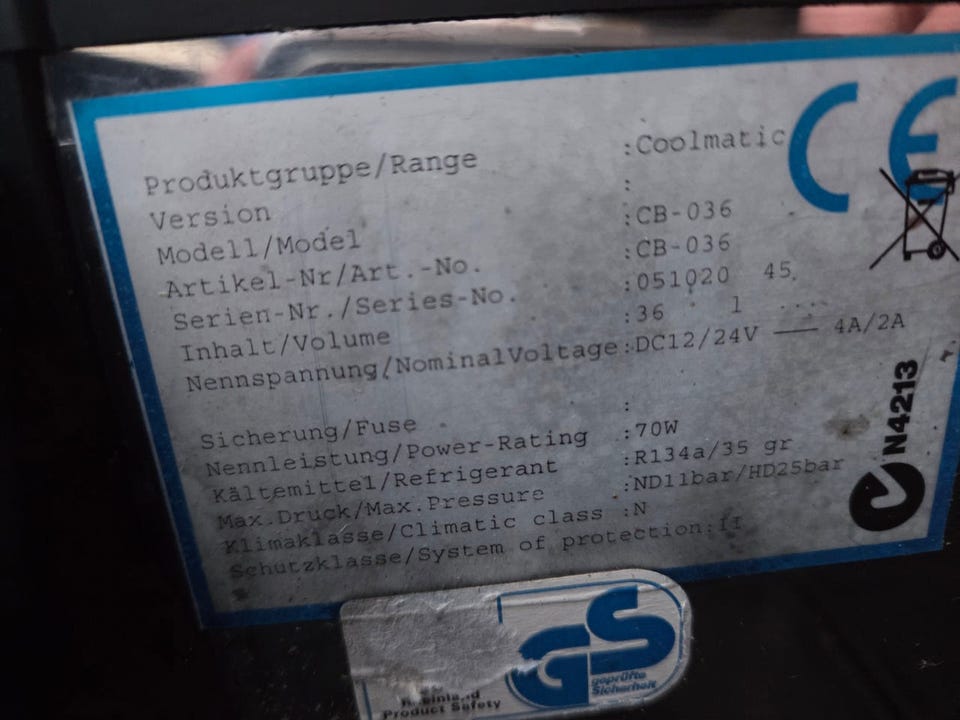 Produktgruppe/Range :Coolmatic
Version :
Modell/Model :CB-036
Artikel-Nr/Art.-No. :CB-036
Serien-Nr./Series-No. :051020 45
Inhalt/Volume :36 l
Nennspannung/NominalVoltage:DC12/24V — 4A/2A
Sicherung/Fuse :
Nennleistung/Power-Rating :70W
Kältemittel/Refrigerant :R134a/35 gr
Max.Druck/Max.Pressure :ND11bar/HD25bar
Klimaklasse/Climatic class :N
Schutzklasse/System of protection:II
CE
N4213
GS
geprüfte
Sicherheit
Rheinland
Product Safety